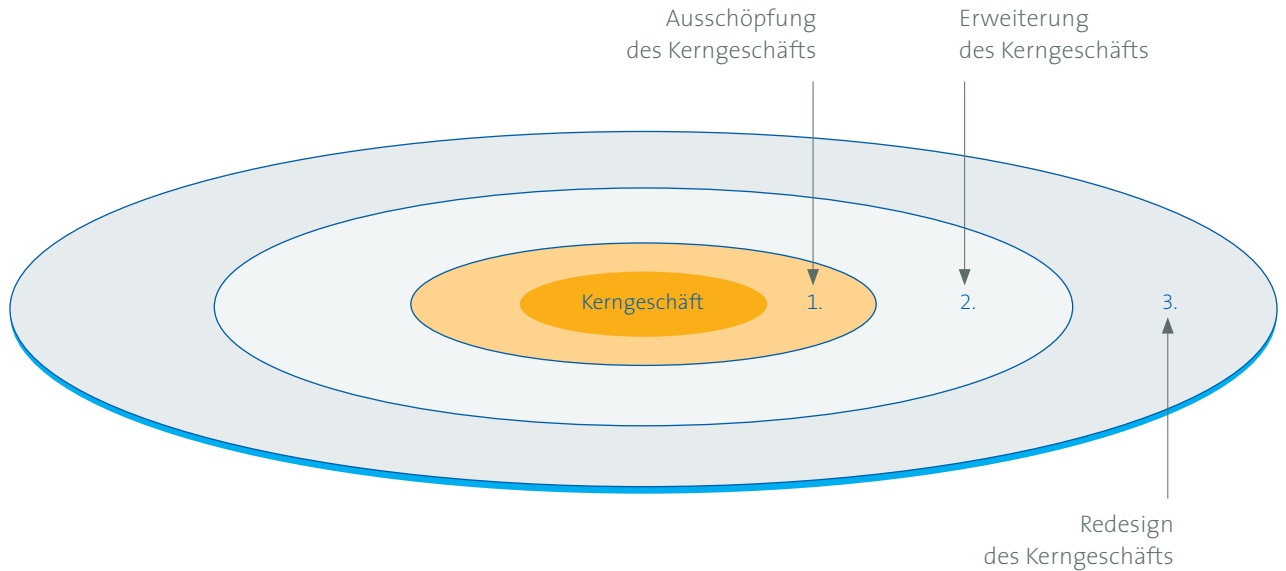 Ausschöpfung
des Kerngeschäfts
Erweiterung
des Kerngeschäfts
Kerngeschäft
1.
2.
3.
Redesign
des Kerngeschäfts